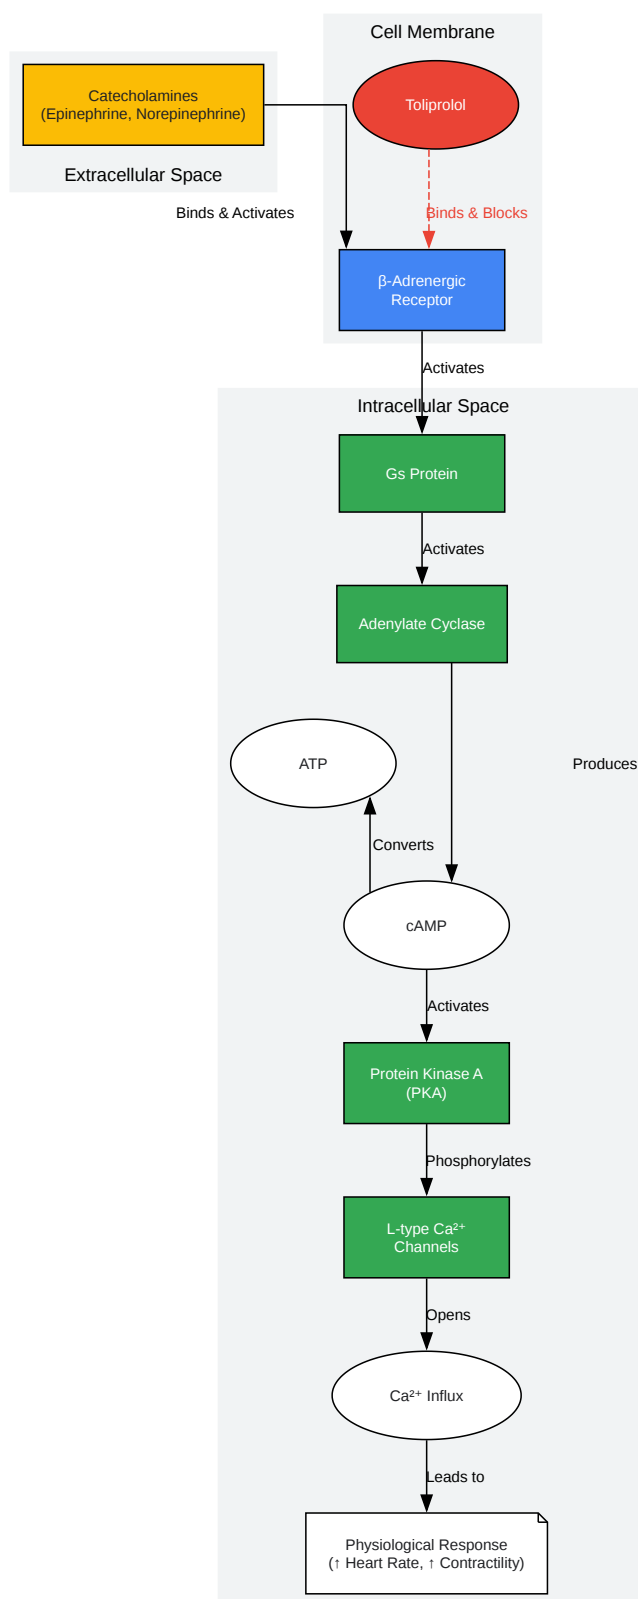 Cell Membrane
Catecholamines
(Epinephrine, Norepinephrine)
Toliprolol
Extracellular Space
Binds & Activates
Binds & Blocks
β-Adrenergic
Receptor
Activates
Intracellular Space
Gs Protein
Activates
Adenylate Cyclase
ATP
Produces
Converts
cAMP
Activates
Protein Kinase A
(PKA)
Phosphorylates
L-type Ca²⁺
Channels
Opens
Ca²⁺ Influx
Leads to
Physiological Response
(↑ Heart Rate, ↑ Contractility)